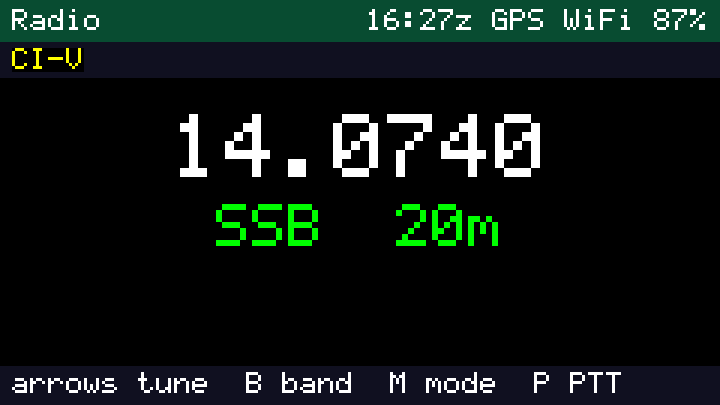 Radio 16:27z GPS WiFi 87%
CI-V
14.0740
SSB 20m
arrows tune B band M mode P PTT